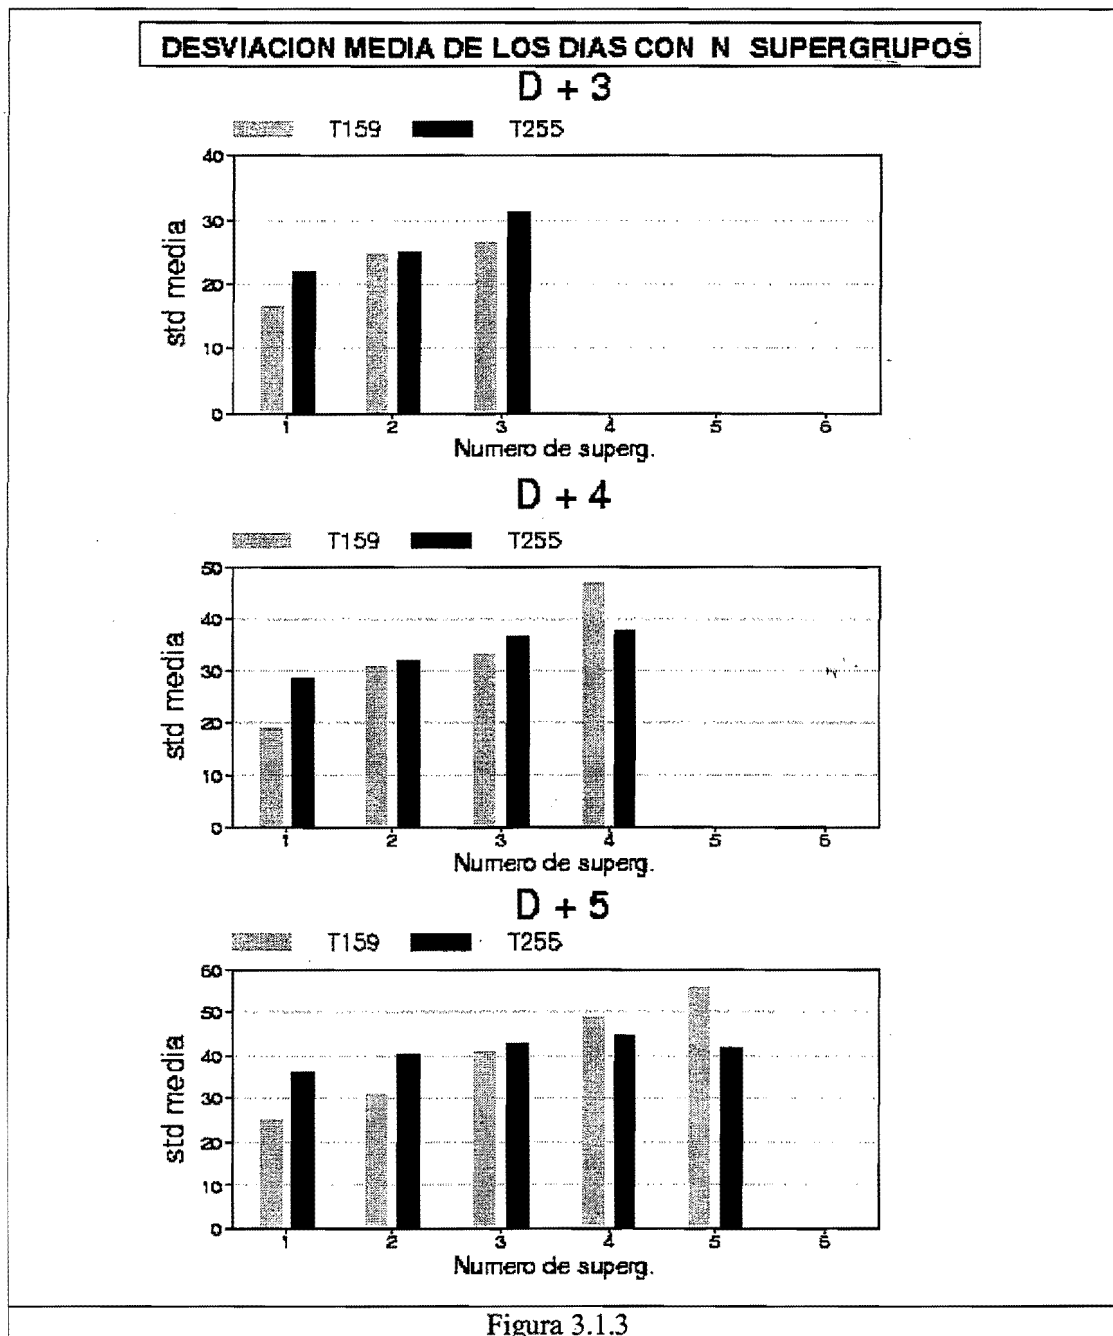 DESVIACION MEDIA DE LOS DIAS CON N SUPERGRUPOS
D + 3
T159 T255
40
30
20
10
0
std media
1 2 3 4 5 6
Numero de superg.
D + 4
T159 T255
50
40
30
20
10
0
std media
1 2 3 4 5 6
Numero de superg.
D + 5
T159 T255
60
50
40
30
20
10
0
std media
1 2 3 4 5 6
Numero de superg.
Figura 3.1.3